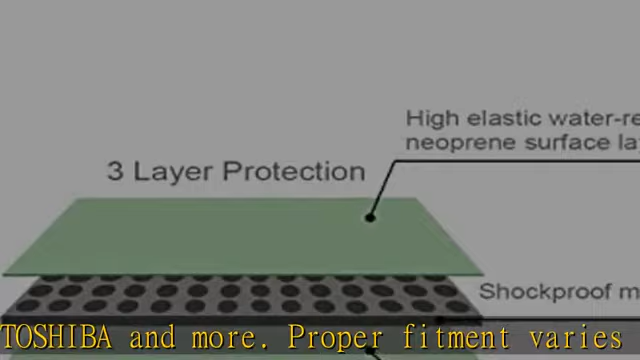 High elastic water-re
neoprene surface la
3 Layer Protection
Shockproof m
TOSHIBA and more. Proper fitment varies